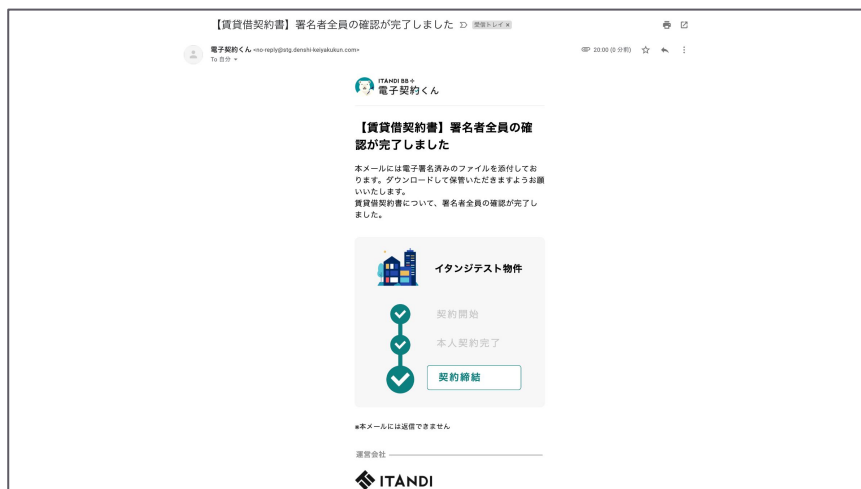 【賃貸借契約書】署名者全員の確認が完了しました 受信トレイ ×
電子契約くん <no-reply@stg.denshi-keiyakukun.com>
20:00 (0 分前)
To 自分
ITANDI BB+
電子契約くん
【賃貸借契約書】署名者全員の確
認が完了しました
本メールには電子署名済みのファイルを添付してお
ります。ダウンロードして保管いただきますようお願
いいたします。
賃貸借契約書について、署名者全員の確認が完了し
ました。
イタンジテスト物件
契約開始
本人契約完了
契約締結
※本メールには返信できません
運営会社
ITANDI